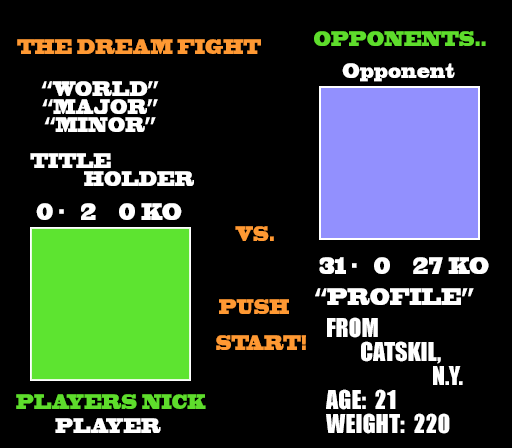 THE DREAM FIGHT
"WORLD"
"MAJOR"
"MINOR"
TITLE
HOLDER
0 · 2 0 KO
PLAYERS NICK
PLAYER
VS.
PUSH
START!
OPPONENTS..
Opponent
31 · 0 27 KO
"PROFILE"
FROM
CATSKIL,
N.Y.
AGE: 21
WEIGHT: 220